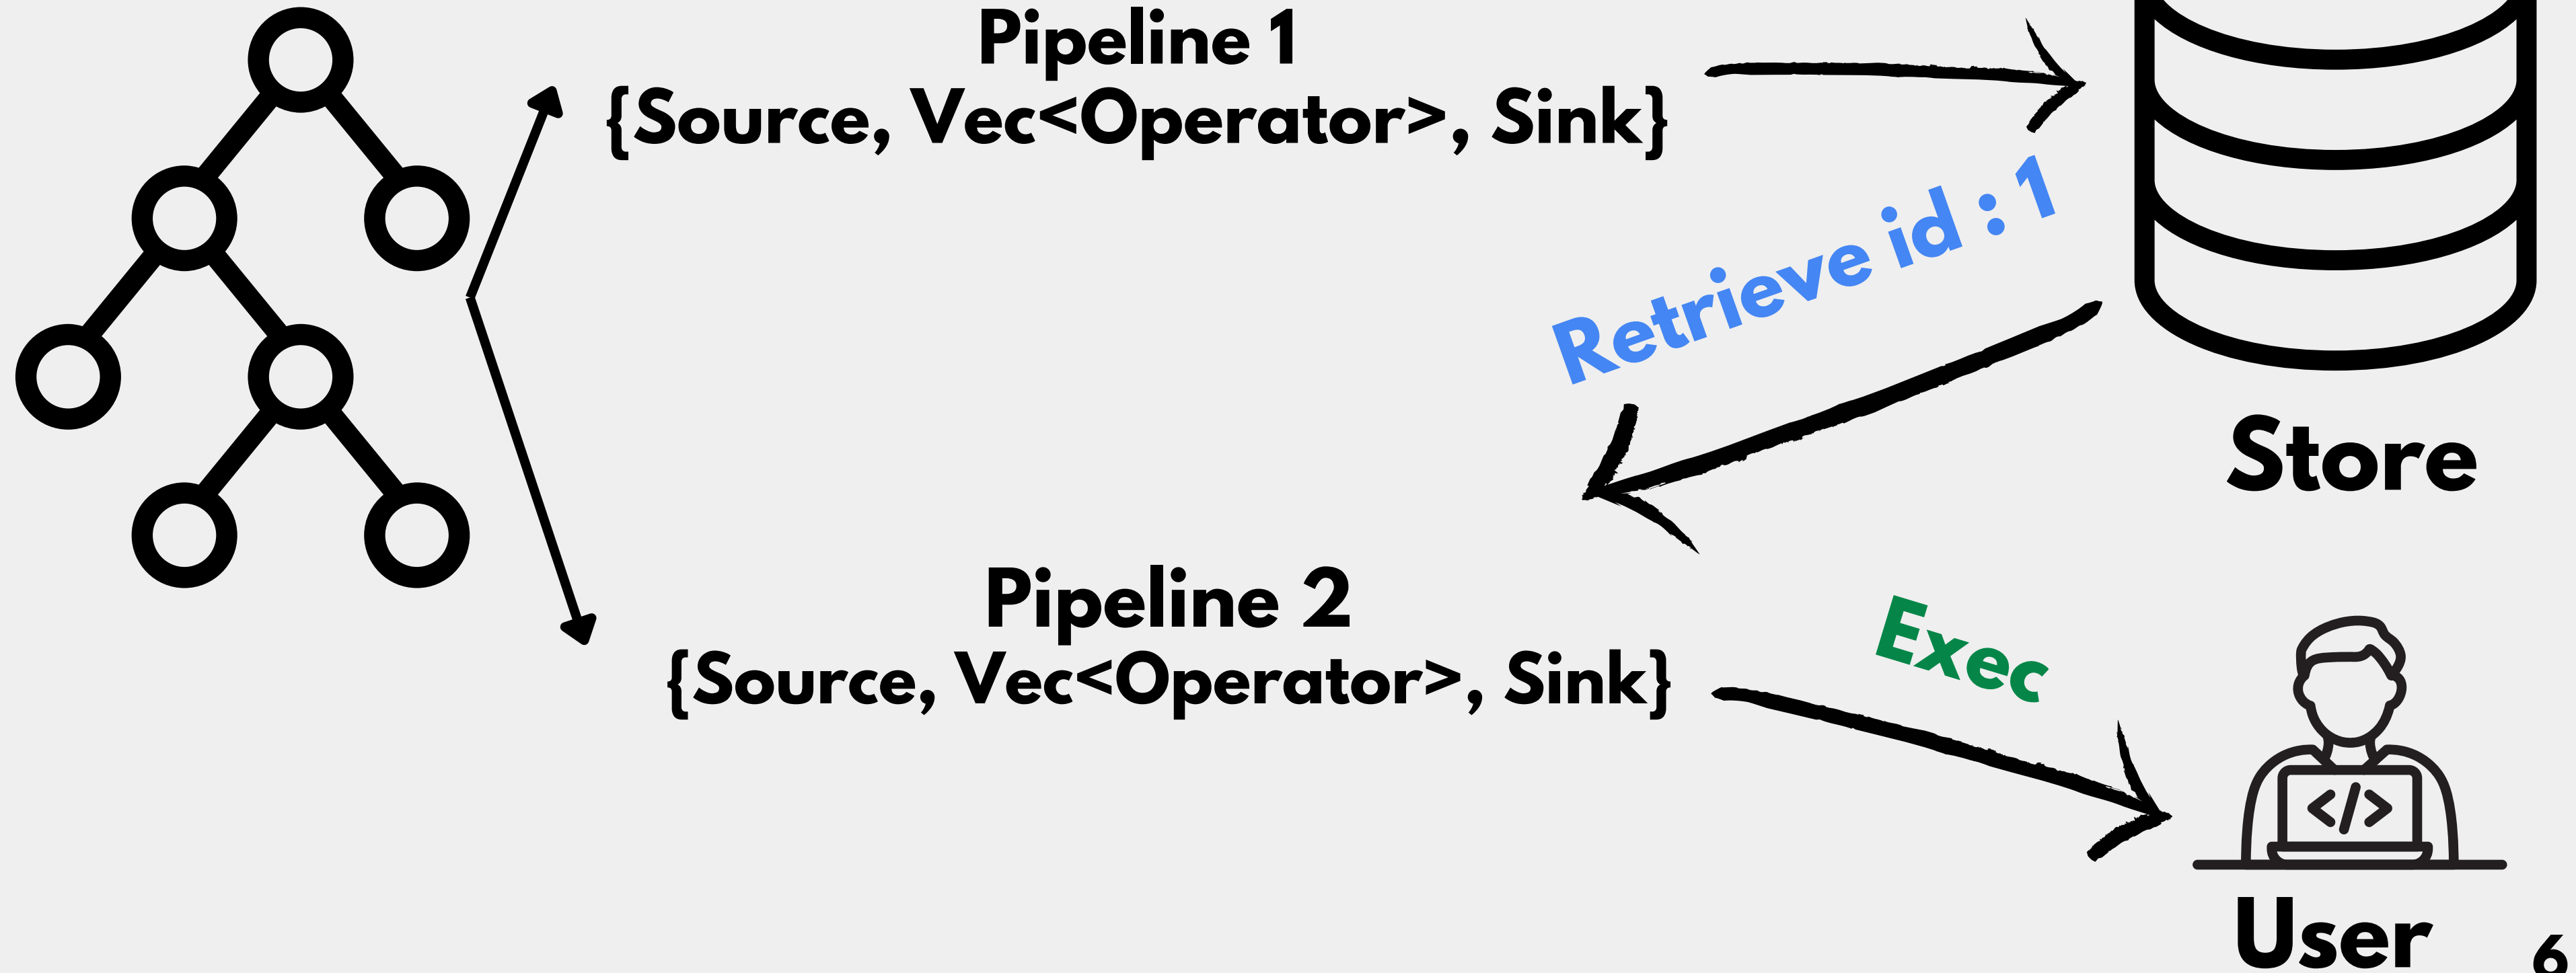 Pipeline 1
{Source, Vec<Operator>, Sink}
Retrieve id : 1
Store
Pipeline 2
{Source, Vec<Operator>, Sink}
Exec
</>
User
6